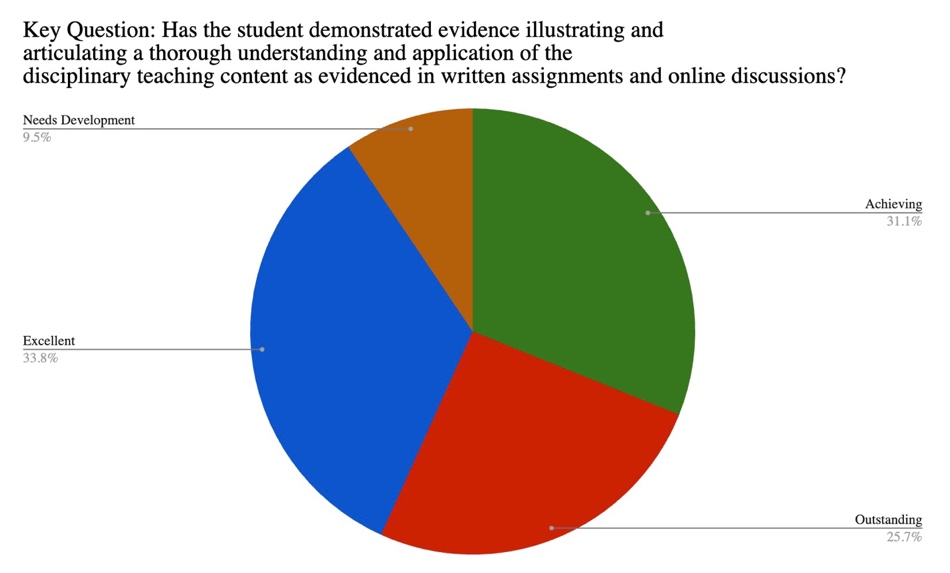 Key Question: Has the student demonstrated evidence illustrating and
articulating a thorough understanding and application of the
disciplinary teaching content as evidenced in written assignments and online discussions?
Needs Development
9.5%
Achieving
31.1%
Excellent
33.8%
Outstanding
25.7%